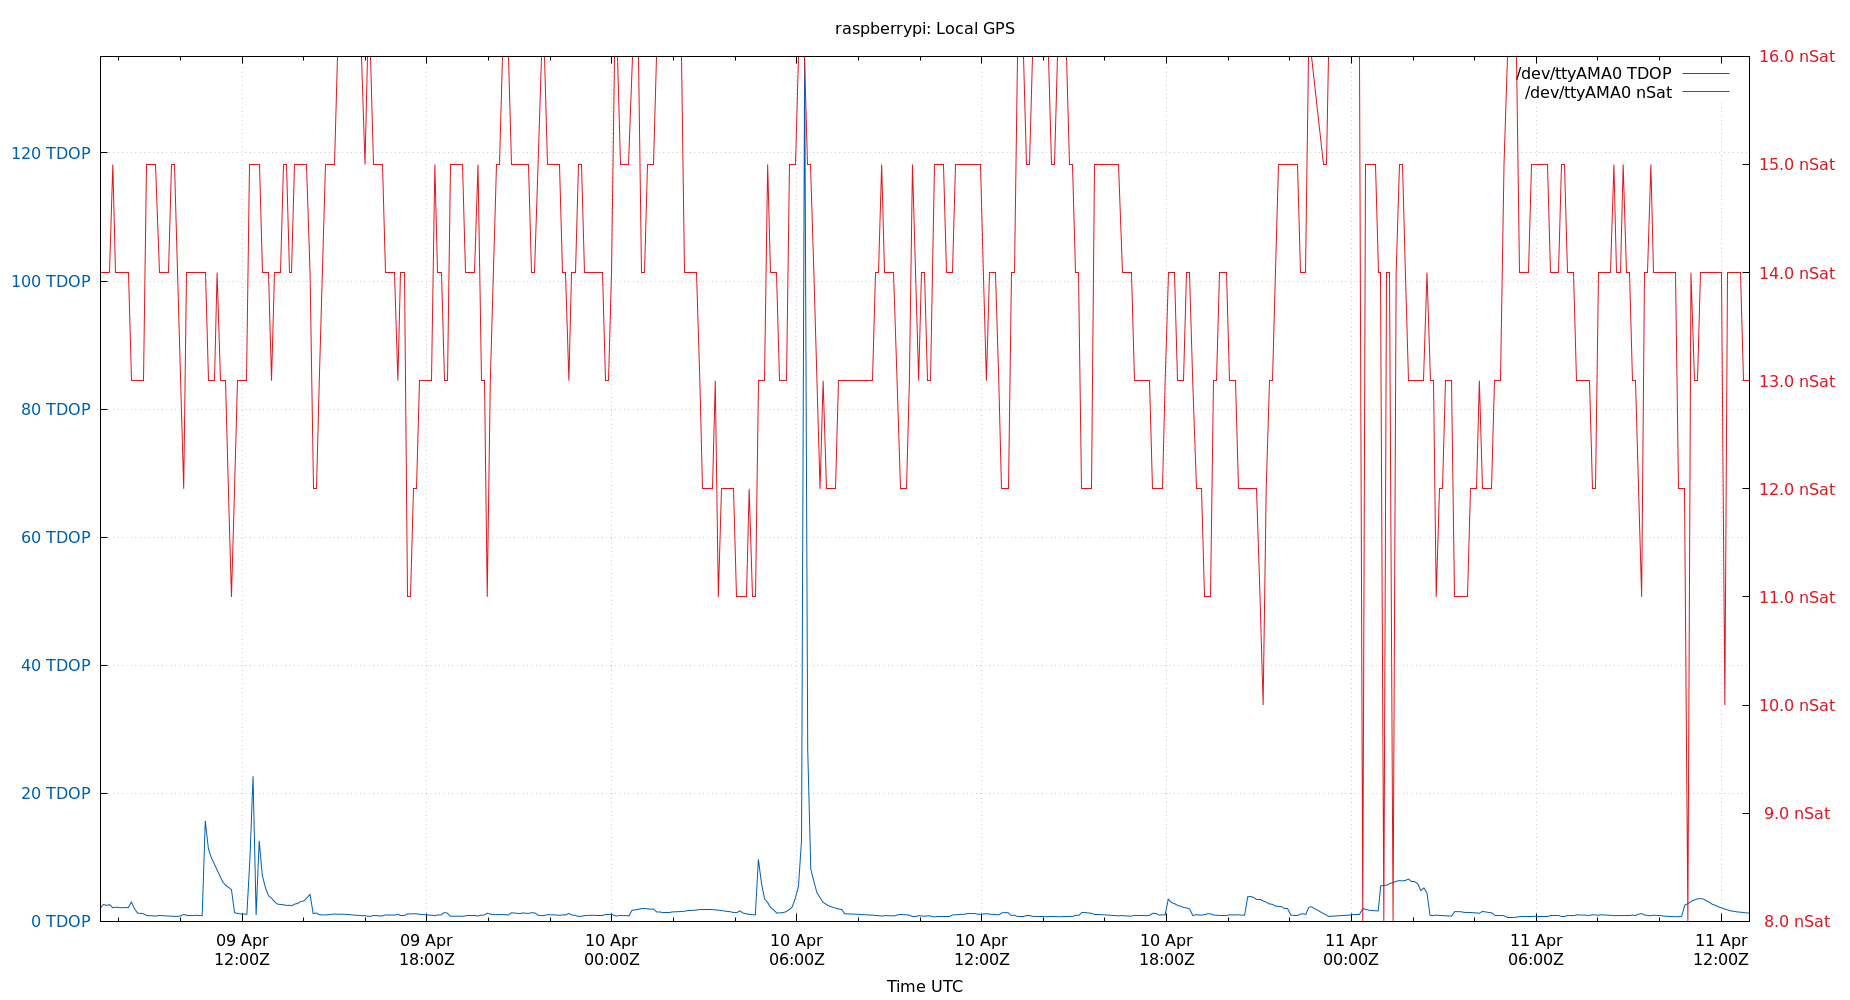 raspberrypi: Local GPS
/dev/ttyAMA0 TDOP
/dev/ttyAMA0 nSat
120 TDOP
100 TDOP
80 TDOP
60 TDOP
40 TDOP
20 TDOP
0 TDOP
16.0 nSat
15.0 nSat
14.0 nSat
13.0 nSat
12.0 nSat
11.0 nSat
10.0 nSat
9.0 nSat
8.0 nSat
09 Apr
12:00Z
09 Apr
18:00Z
10 Apr
00:00Z
10 Apr
06:00Z
10 Apr
12:00Z
10 Apr
18:00Z
11 Apr
00:00Z
11 Apr
06:00Z
11 Apr
12:00Z
Time UTC